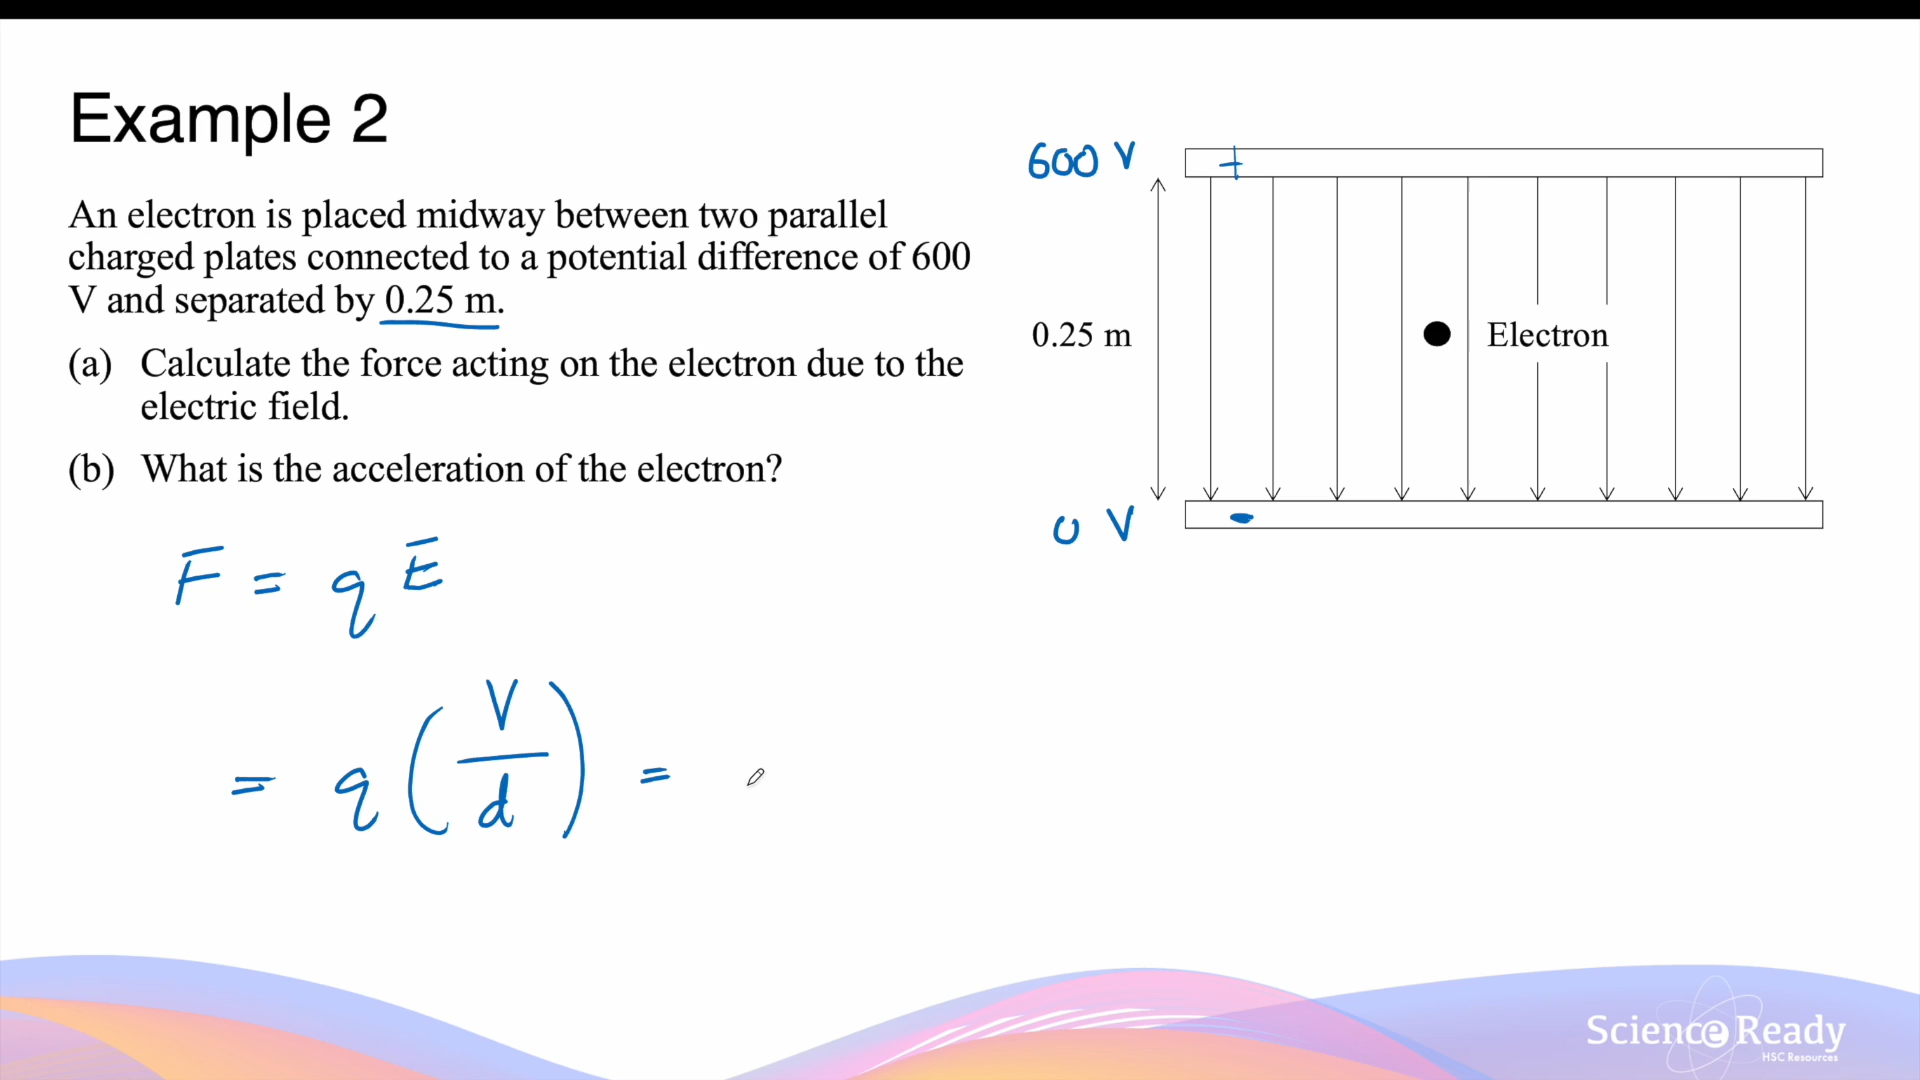 Example 2
An electron is placed midway between two parallel
charged plates connected to a potential difference of 600
V and separated by 0.25 m.
(a) Calculate the force acting on the electron due to the
electric field.
(b) What is the acceleration of the electron?
F = qE
= q(V/d) =
600 V
+
0.25 m
Electron
0 V
-
Science Ready
HSC Resources